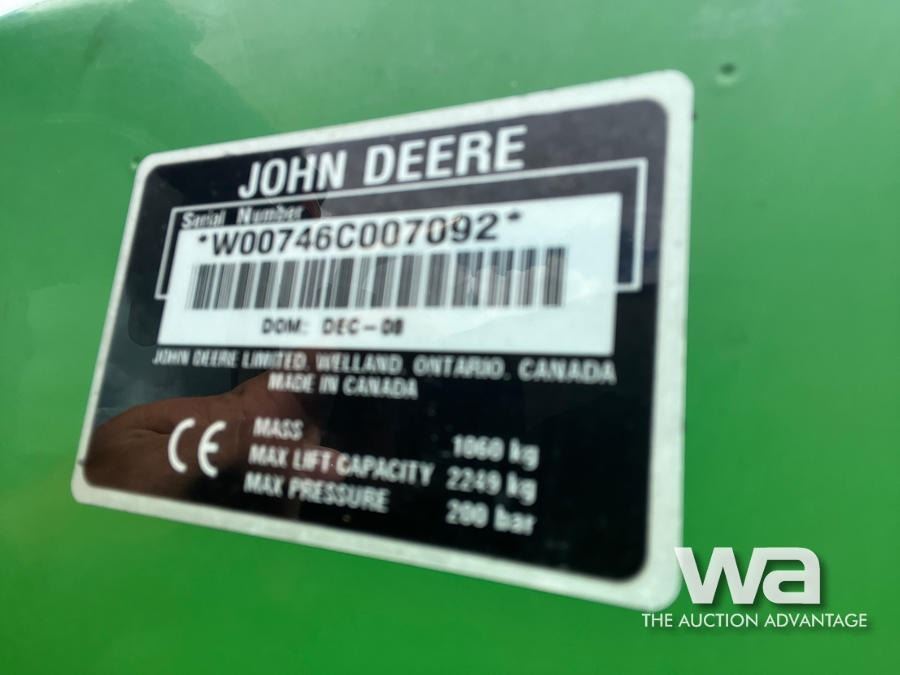 JOHN DEERE
Serial Number
*W00746C007092*
DOM: DEC-08
JOHN DEERE LIMITED, WELLAND, ONTARIO, CANADA
MADE IN CANADA
CE
MASS 1060 kg
MAX LIFT CAPACITY 2249 kg
MAX PRESSURE 200 bar
wa
THE AUCTION ADVANTAGE